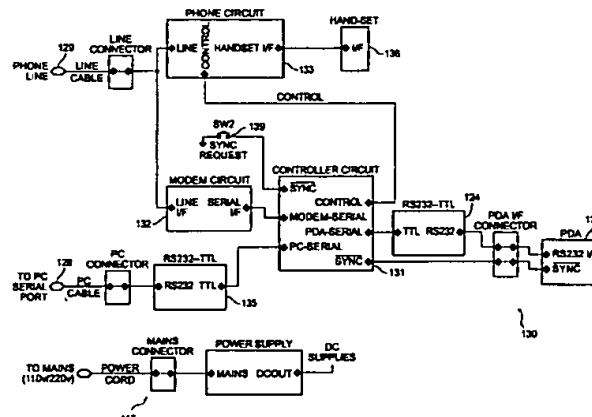 PHONE CIRCUIT
LINE
CONNECTOR
129
PHONE
LINE
LINE
CABLE
LINE
CONTROL
HANDSET I/F
133
HAND-SET
I/F
136
CONTROL
SW2
139
SYNC
REQUEST
CONTROLLER CIRCUIT
SYNC
CONTROL
MODEM-SERIAL
PDA-SERIAL
PC-SERIAL
SYNC
131
MODEM CIRCUIT
LINE
I/F
SERIAL
I/F
132
RS232-TTL
124
TTL RS232
PDA I/F
CONNECTOR
PDA
RS232 I/
SYNC
130
128
TO PC
SERIAL
PORT
PC
CABLE
PC
CONNECTOR
RS232-TTL
RS232 TTL
135
MAINS
CONNECTOR
TO MAINS
(110v/220v)
POWER
CORD
POWER SUPPLY
MAINS DCOUT
DC
SUPPLIES